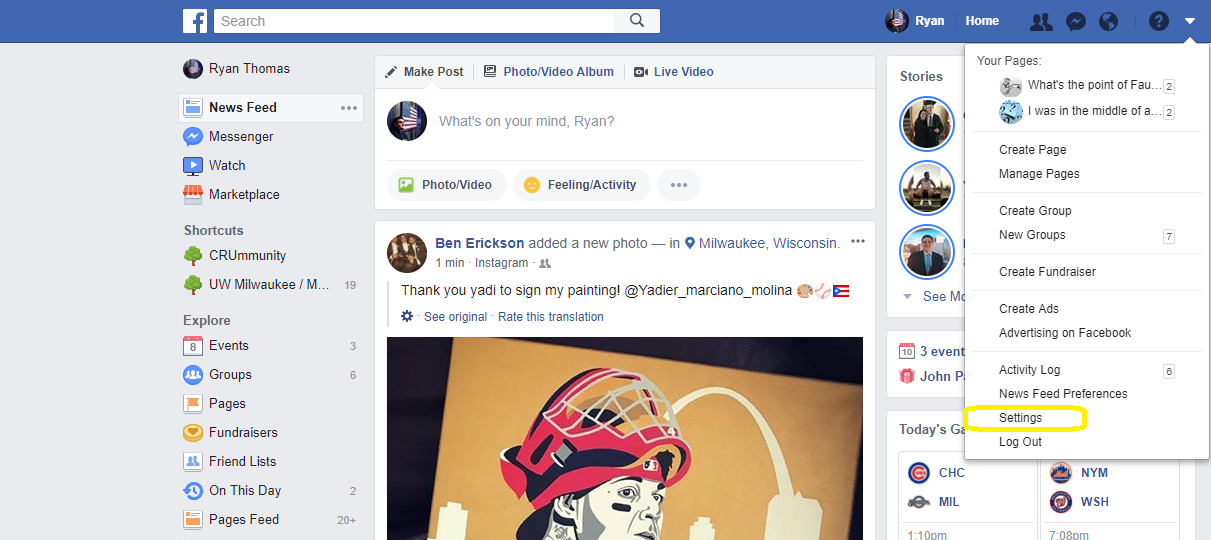 Search
Ryan
Home
Ryan Thomas
News Feed
Messenger
Watch
Marketplace
Shortcuts
CRUmmunity
UW Milwaukee / M... 19
Explore
8 Events 3
Groups 6
Pages
Fundraisers
Friend Lists
On This Day 2
Pages Feed 20+
Make Post
Photo/Video Album
Live Video
What's on your mind, Ryan?
Photo/Video
Feeling/Activity
Ben Erickson added a new photo — in Milwaukee, Wisconsin.
1 min · Instagram ·
Thank you yadi to sign my painting! @Yadier_marciano_molina
· See original · Rate this translation
Stories
See Mo
10 3 event
John Pa
Today's Ga
CHC
MIL
1:10pm
NYM
WSH
7:08pm
Your Pages:
What's the point of Fau... 2
I was in the middle of a... 2
Create Page
Manage Pages
Create Group
New Groups 7
Create Fundraiser
Create Ads
Advertising on Facebook
Activity Log 6
News Feed Preferences
Settings
Log Out